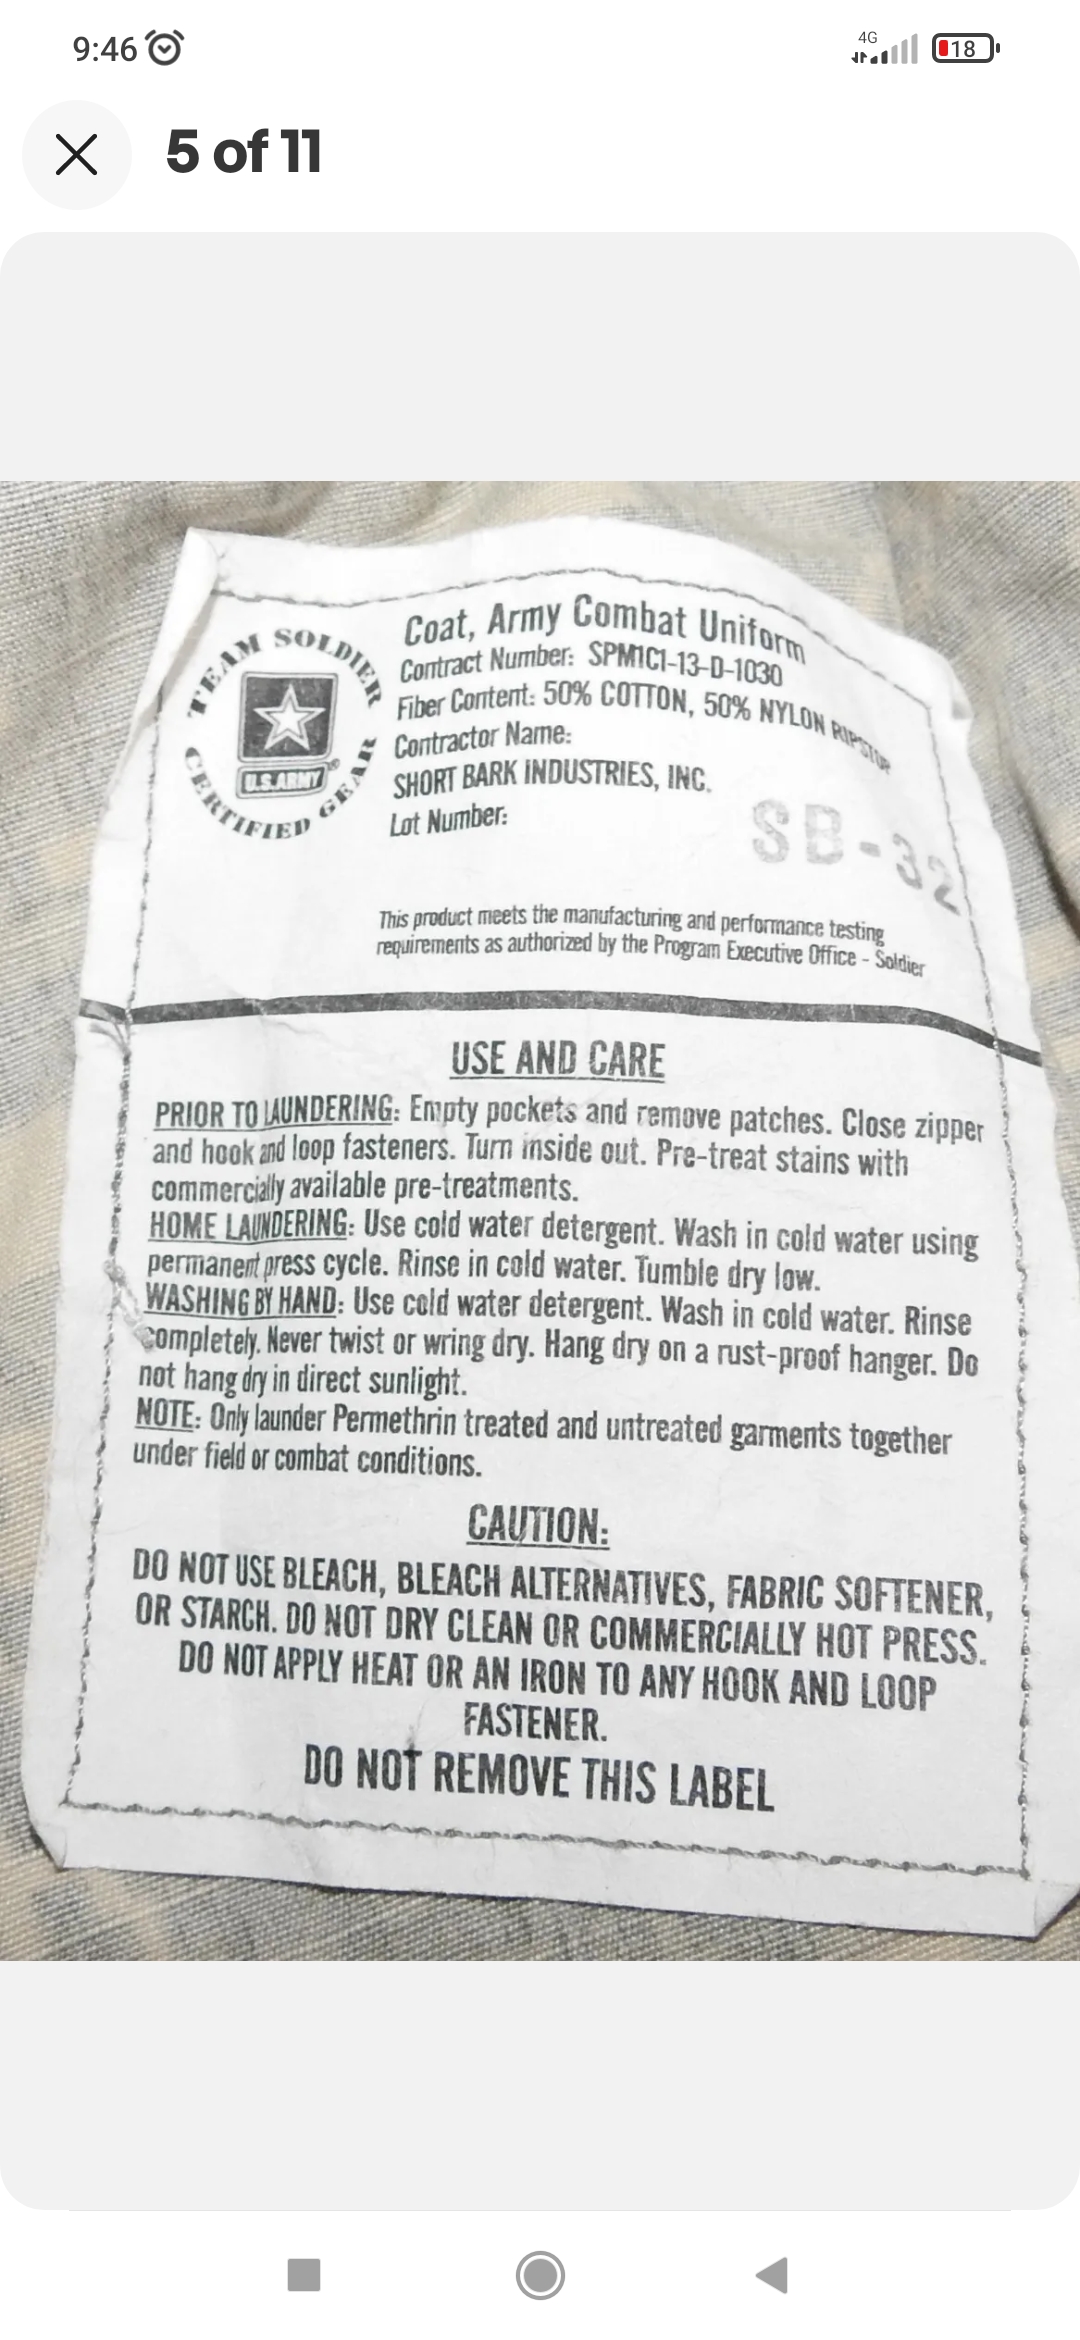 9:46
4G
18
5 of 11
TEAM SOLDIER
CERTIFIED GEAR
U.S.ARMY®
Coat, Army Combat Uniform
Contract Number: SPM1C1-13-D-1030
Fiber Content: 50% COTTON, 50% NYLON RIPSTOP
Contractor Name:
SHORT BARK INDUSTRIES, INC.
Lot Number:
SB-32
This product meets the manufacturing and performance testing
requirements as authorized by the Program Executive Office - Soldier
USE AND CARE
PRIOR TO LAUNDERING: Empty pockets and remove patches. Close zipper
and hook and loop fasteners. Turn inside out. Pre-treat stains with
commercially available pre-treatments.
HOME LAUNDERING: Use cold water detergent. Wash in cold water using
permanent press cycle. Rinse in cold water. Tumble dry low.
WASHING BY HAND: Use cold water detergent. Wash in cold water. Rinse
completely. Never twist or wring dry. Hang dry on a rust-proof hanger. Do
not hang dry in direct sunlight.
NOTE: Only launder Permethrin treated and untreated garments together
under field or combat conditions.
CAUTION:
DO NOT USE BLEACH, BLEACH ALTERNATIVES, FABRIC SOFTENER,
OR STARCH. DO NOT DRY CLEAN OR COMMERCIALLY HOT PRESS.
DO NOT APPLY HEAT OR AN IRON TO ANY HOOK AND LOOP
FASTENER.
DO NOT REMOVE THIS LABEL